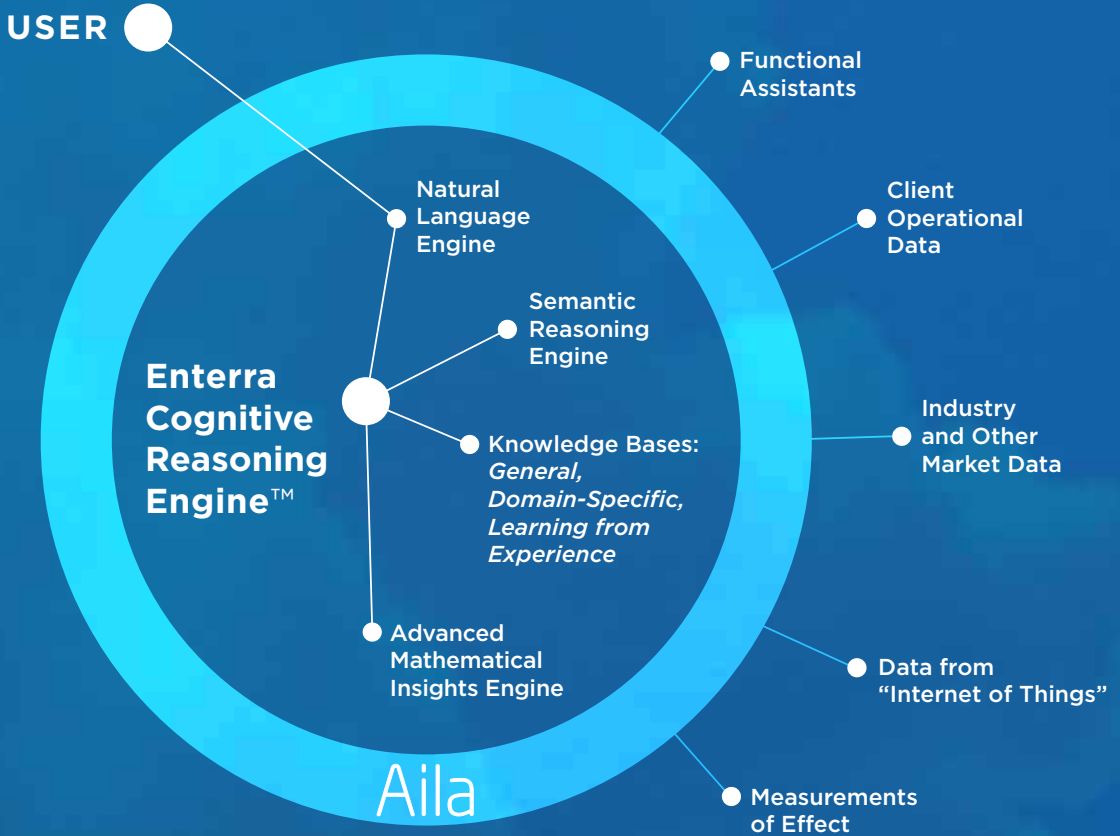 USER
Functional
Assistants
Natural
Language
Engine
Client
Operational
Data
Semantic
Reasoning
Engine
Enterra
Cognitive
Reasoning
Engine™
Industry
and Other
Market Data
Knowledge Bases:
General,
Domain-Specific,
Learning from
Experience
Advanced
Mathematical
Insights Engine
Data from
“Internet of Things”
Aila
Measurements
of Effect